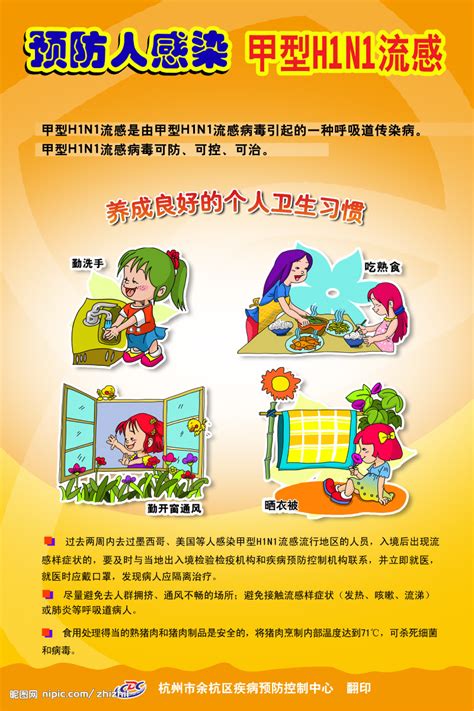 预防人感染 甲型H1N1流感
甲型H1N1流感是由甲型H1N1流感病毒引起的一种呼吸道传染病。
甲型H1N1流感病毒可防、可控、可治。
养成良好的个人卫生习惯
勤洗手
吃熟食
勤开窗通风
晒衣被
过去两周内去过墨西哥、美国等人感染甲型H1N1流感流行地区的人员，入境后出现流
感样症状的，要及时与当地出入境检验检疫机构和疾病预防控制机构联系，并立即就医，
就医时应戴口罩，发现病人应隔离治疗。
尽量避免去人群拥挤、通风不畅的场所；避免接触流感样症状（发热、咳嗽、流涕）
或肺炎等呼吸道病人。
食用处理得当的熟猪肉和猪肉制品是安全的，将猪肉烹制内部温度达到71℃，可杀死细菌
和病毒。
CDC 杭州市余杭区疾病预防控制中心 翻印
昵图网 nipic.com/zhizhi